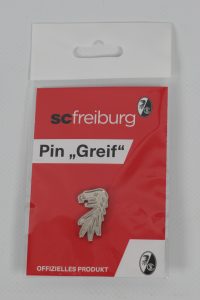 scfreiburg
Pin „Greif“
OFFIZIELLES PRODUKT